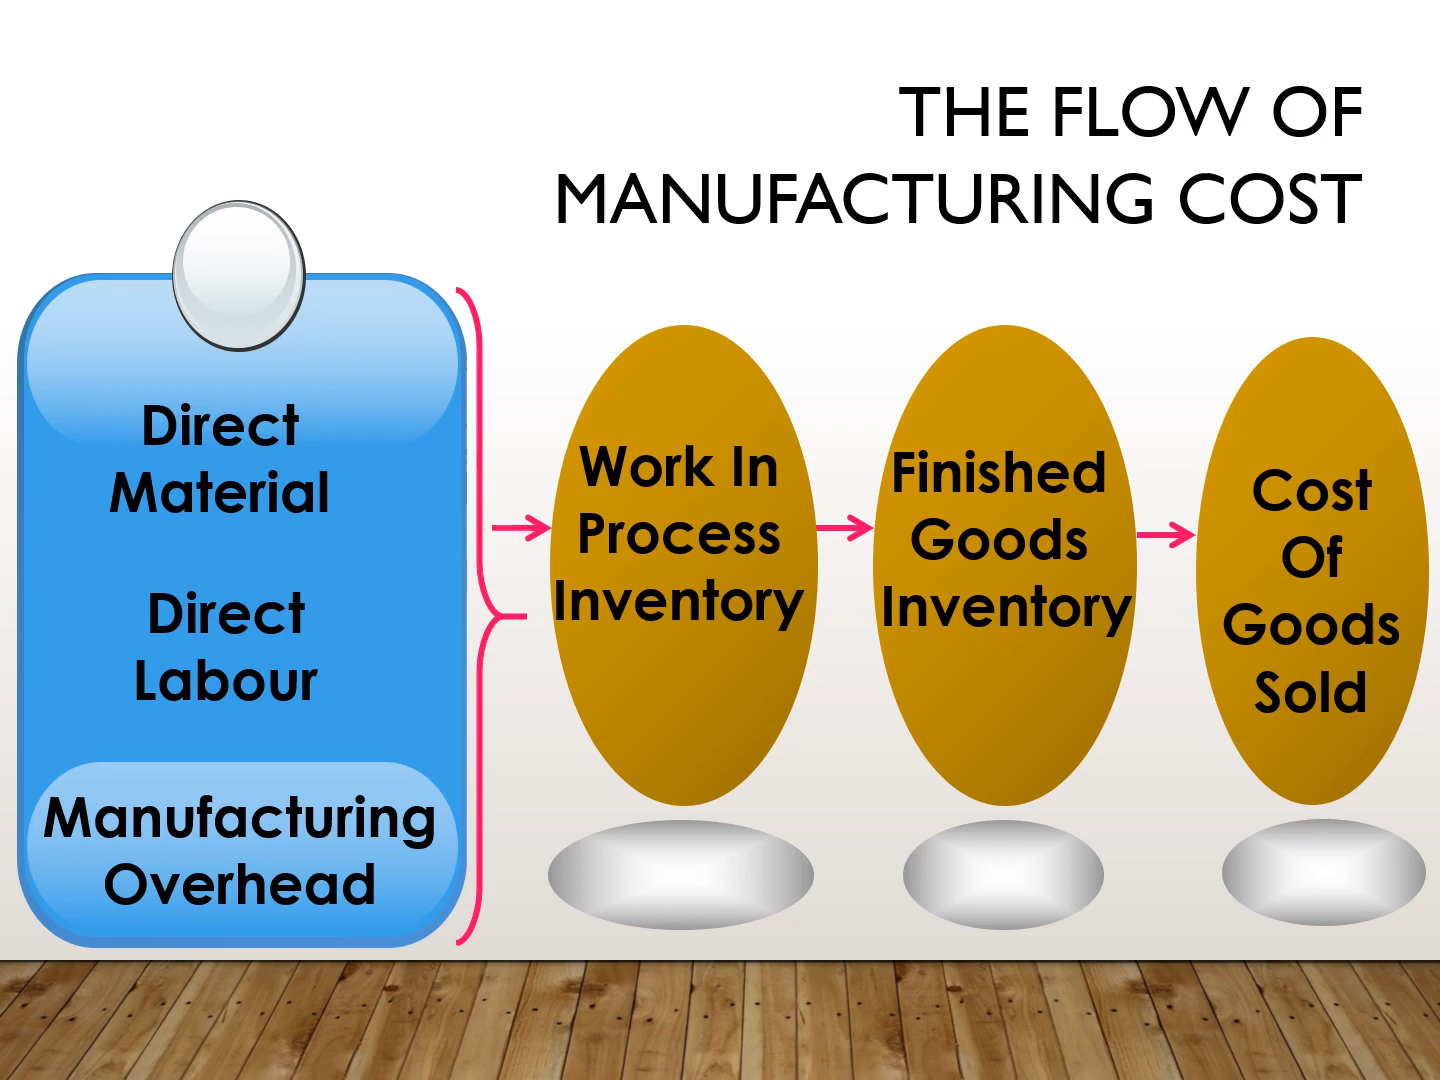 THE FLOW OF
MANUFACTURING COST
Direct
Material
Direct
Labour
Manufacturing
Overhead
Work In
Process
Inventory
Finished
Goods
Inventory
Cost
Of
Goods
Sold